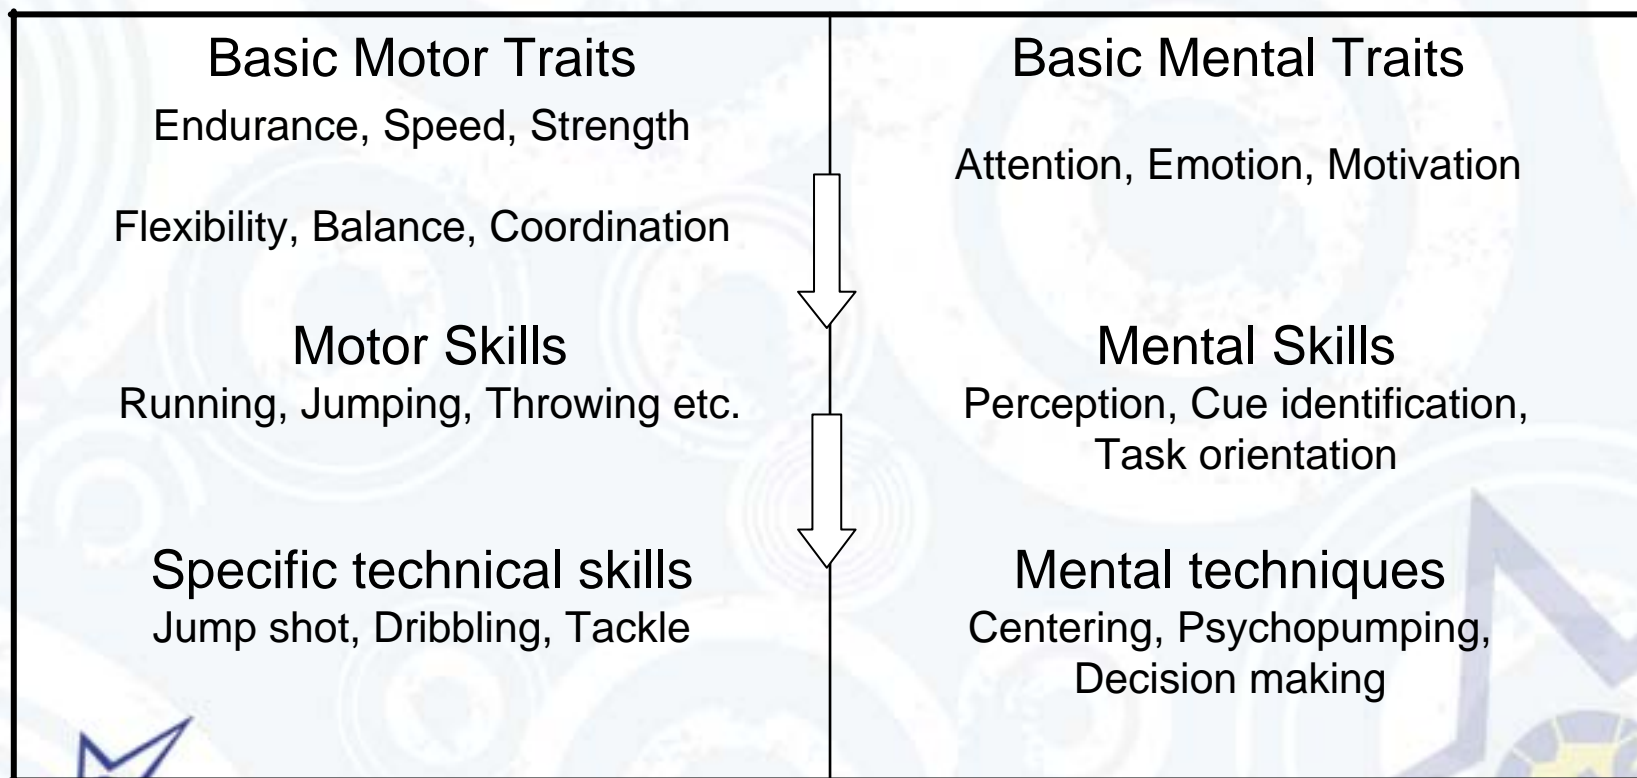 Basic Motor Traits
Endurance, Speed, Strength
Flexibility, Balance, Coordination
Motor Skills
Running, Jumping, Throwing etc.
Specific technical skills
Jump shot, Dribbling, Tackle
Basic Mental Traits
Attention, Emotion, Motivation
Mental Skills
Perception, Cue identification,
Task orientation
Mental techniques
Centering, Psychopumping,
Decision making